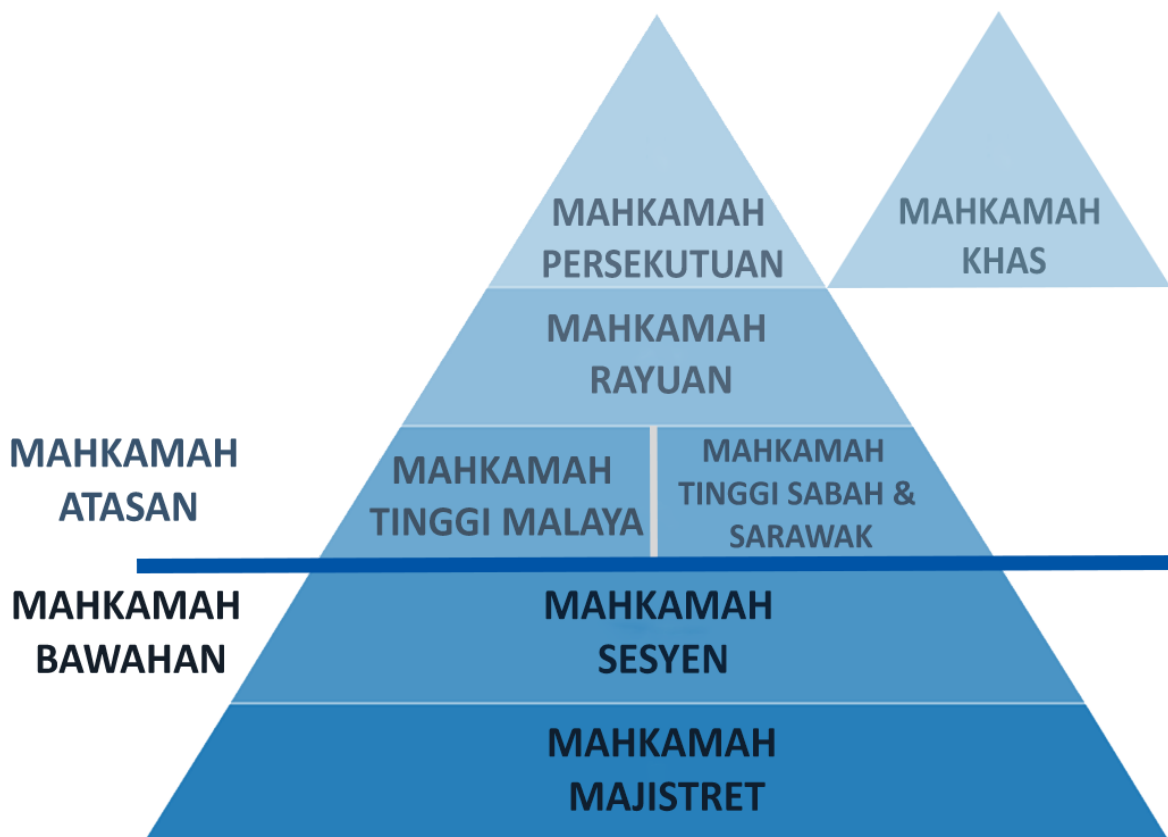 MAHKAMAH
PERSEKUTUAN
MAHKAMAH
KHAS
MAHKAMAH
RAYUAN
MAHKAMAH
ATASAN
MAHKAMAH
TINGGI MALAYA
MAHKAMAH
TINGGI SABAH &
SARAWAK
MAHKAMAH
BAWAHAN
MAHKAMAH
SESYEN
MAHKAMAH
MAJISTRET